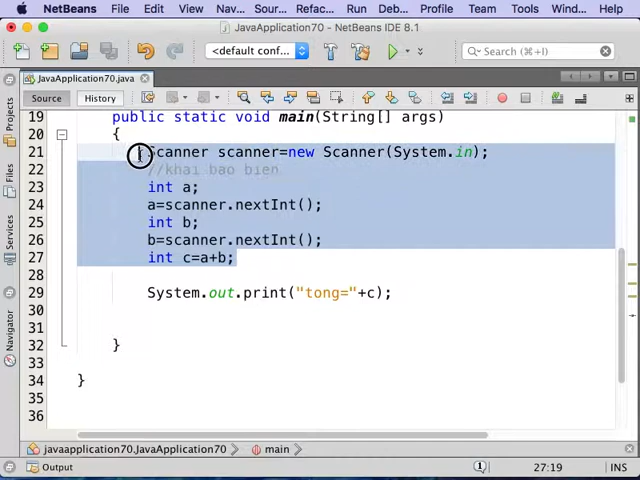 NetBeans File Edit View Navigate Source Refac... Run Deb... Profile Team Tools Window Help
JavaApplication70 - NetBeans IDE 8.1
<default conf... Search (⌘+I)
JavaApplication70.java
Source History
Projects
Files
Services
Navigator
19 public static void main(String[] args)
20 {
21 Scanner scanner=new Scanner(System.in);
22 //khai bao bien
23 int a;
24 a=scanner.nextInt();
25 int b;
26 b=scanner.nextInt();
27 int c=a+b;
28
29 System.out.print("tong="+c);
30
31
32 }
33
34 }
35
36
javaapplication70.JavaApplication70 main
Output 1 27:19 INS